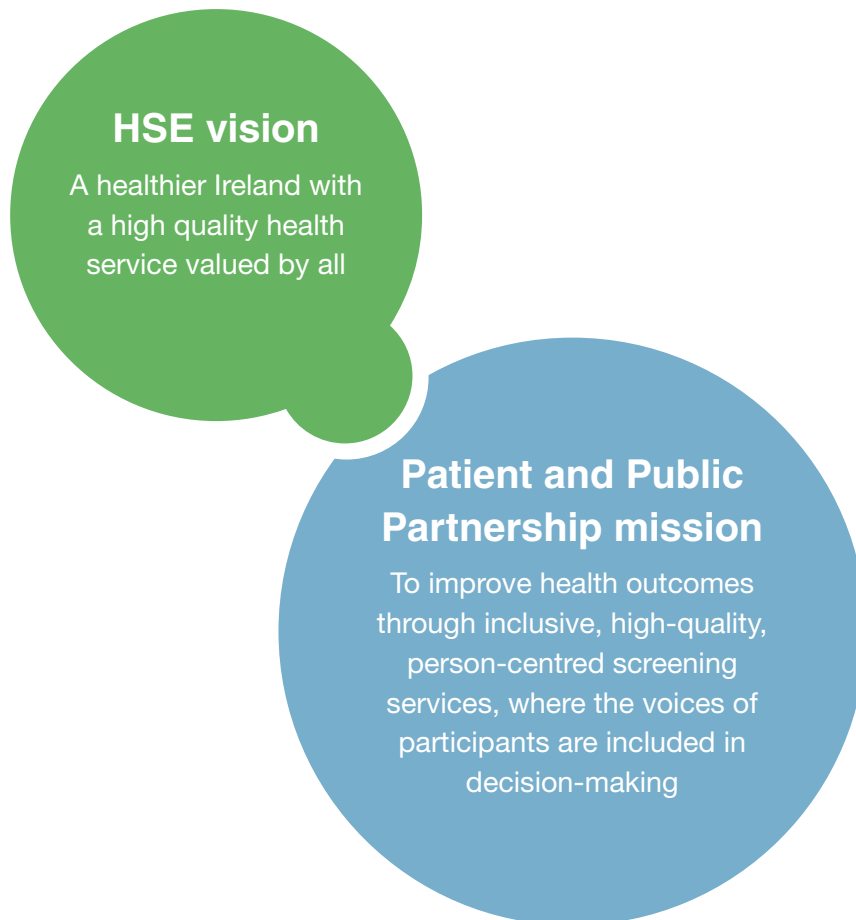 HSE vision
A healthier Ireland with
a high quality health
service valued by all
Patient and Public
Partnership mission
To improve health outcomes
through inclusive, high-quality,
person-centred screening
services, where the voices of
participants are included in
decision-making